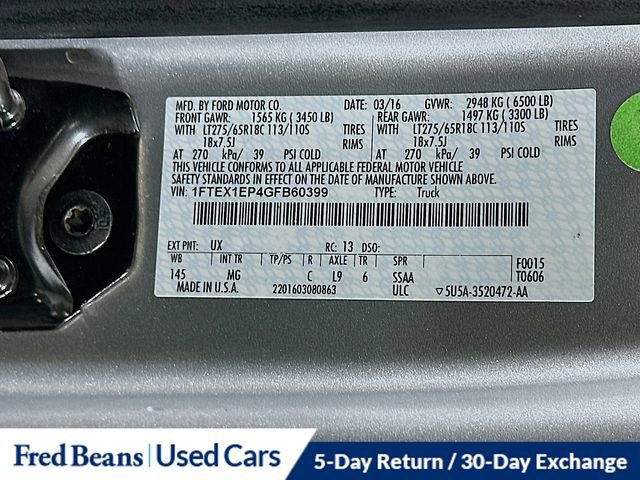 MFD. BY FORD MOTOR CO. DATE: 03/16 GVWR: 2948 KG ( 6500 LB)
FRONT GAWR: 1565 KG ( 3450 LB) REAR GAWR: 1497 KG ( 3300 LB)
WITH LT275/65R18C 113/110S TIRES WITH LT275/65R18C 113/110S TIRES
18x7.5J RIMS 18x7.5J RIMS
AT 270 kPa/ 39 PSI COLD AT 270 kPa/ 39 PSI COLD
THIS VEHICLE CONFORMS TO ALL APPLICABLE FEDERAL MOTOR VEHICLE
SAFETY STANDARDS IN EFFECT ON THE DATE OF MANUFACTURE SHOWN ABOVE.
VIN: 1FTEX1EP4GFB60399 TYPE: Truck
EXT PNT: UX RC: 13 DSO:
WB INT TR TP/PS R AXLE TR SPR F0015
145 MG C L9 6 SSAA T0606
MADE IN U.S.A. 2201603080863 ULC ▽5U5A-3520472-AA
Fred Beans Used Cars 5-Day Return / 30-Day Exchange